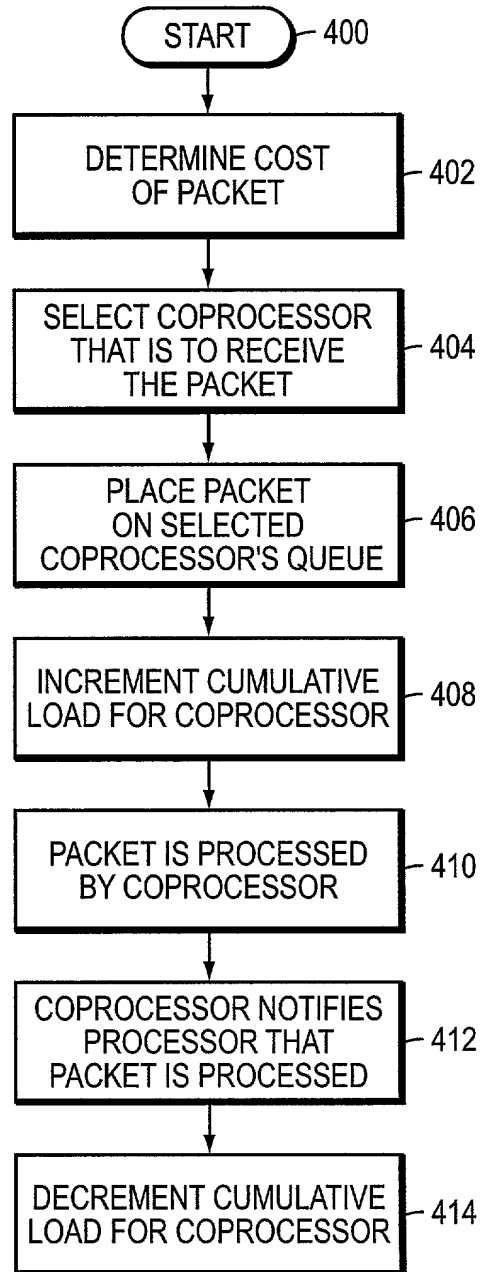 START
400
DETERMINE COST
OF PACKET
402
SELECT COPROCESSOR
THAT IS TO RECEIVE
THE PACKET
404
PLACE PACKET
ON SELECTED
COPROCESSOR'S QUEUE
406
INCREMENT CUMULATIVE
LOAD FOR COPROCESSOR
408
PACKET IS PROCESSED
BY COPROCESSOR
410
COPROCESSOR NOTIFIES
PROCESSOR THAT
PACKET IS PROCESSED
412
DECREMENT CUMULATIVE
LOAD FOR COPROCESSOR
414